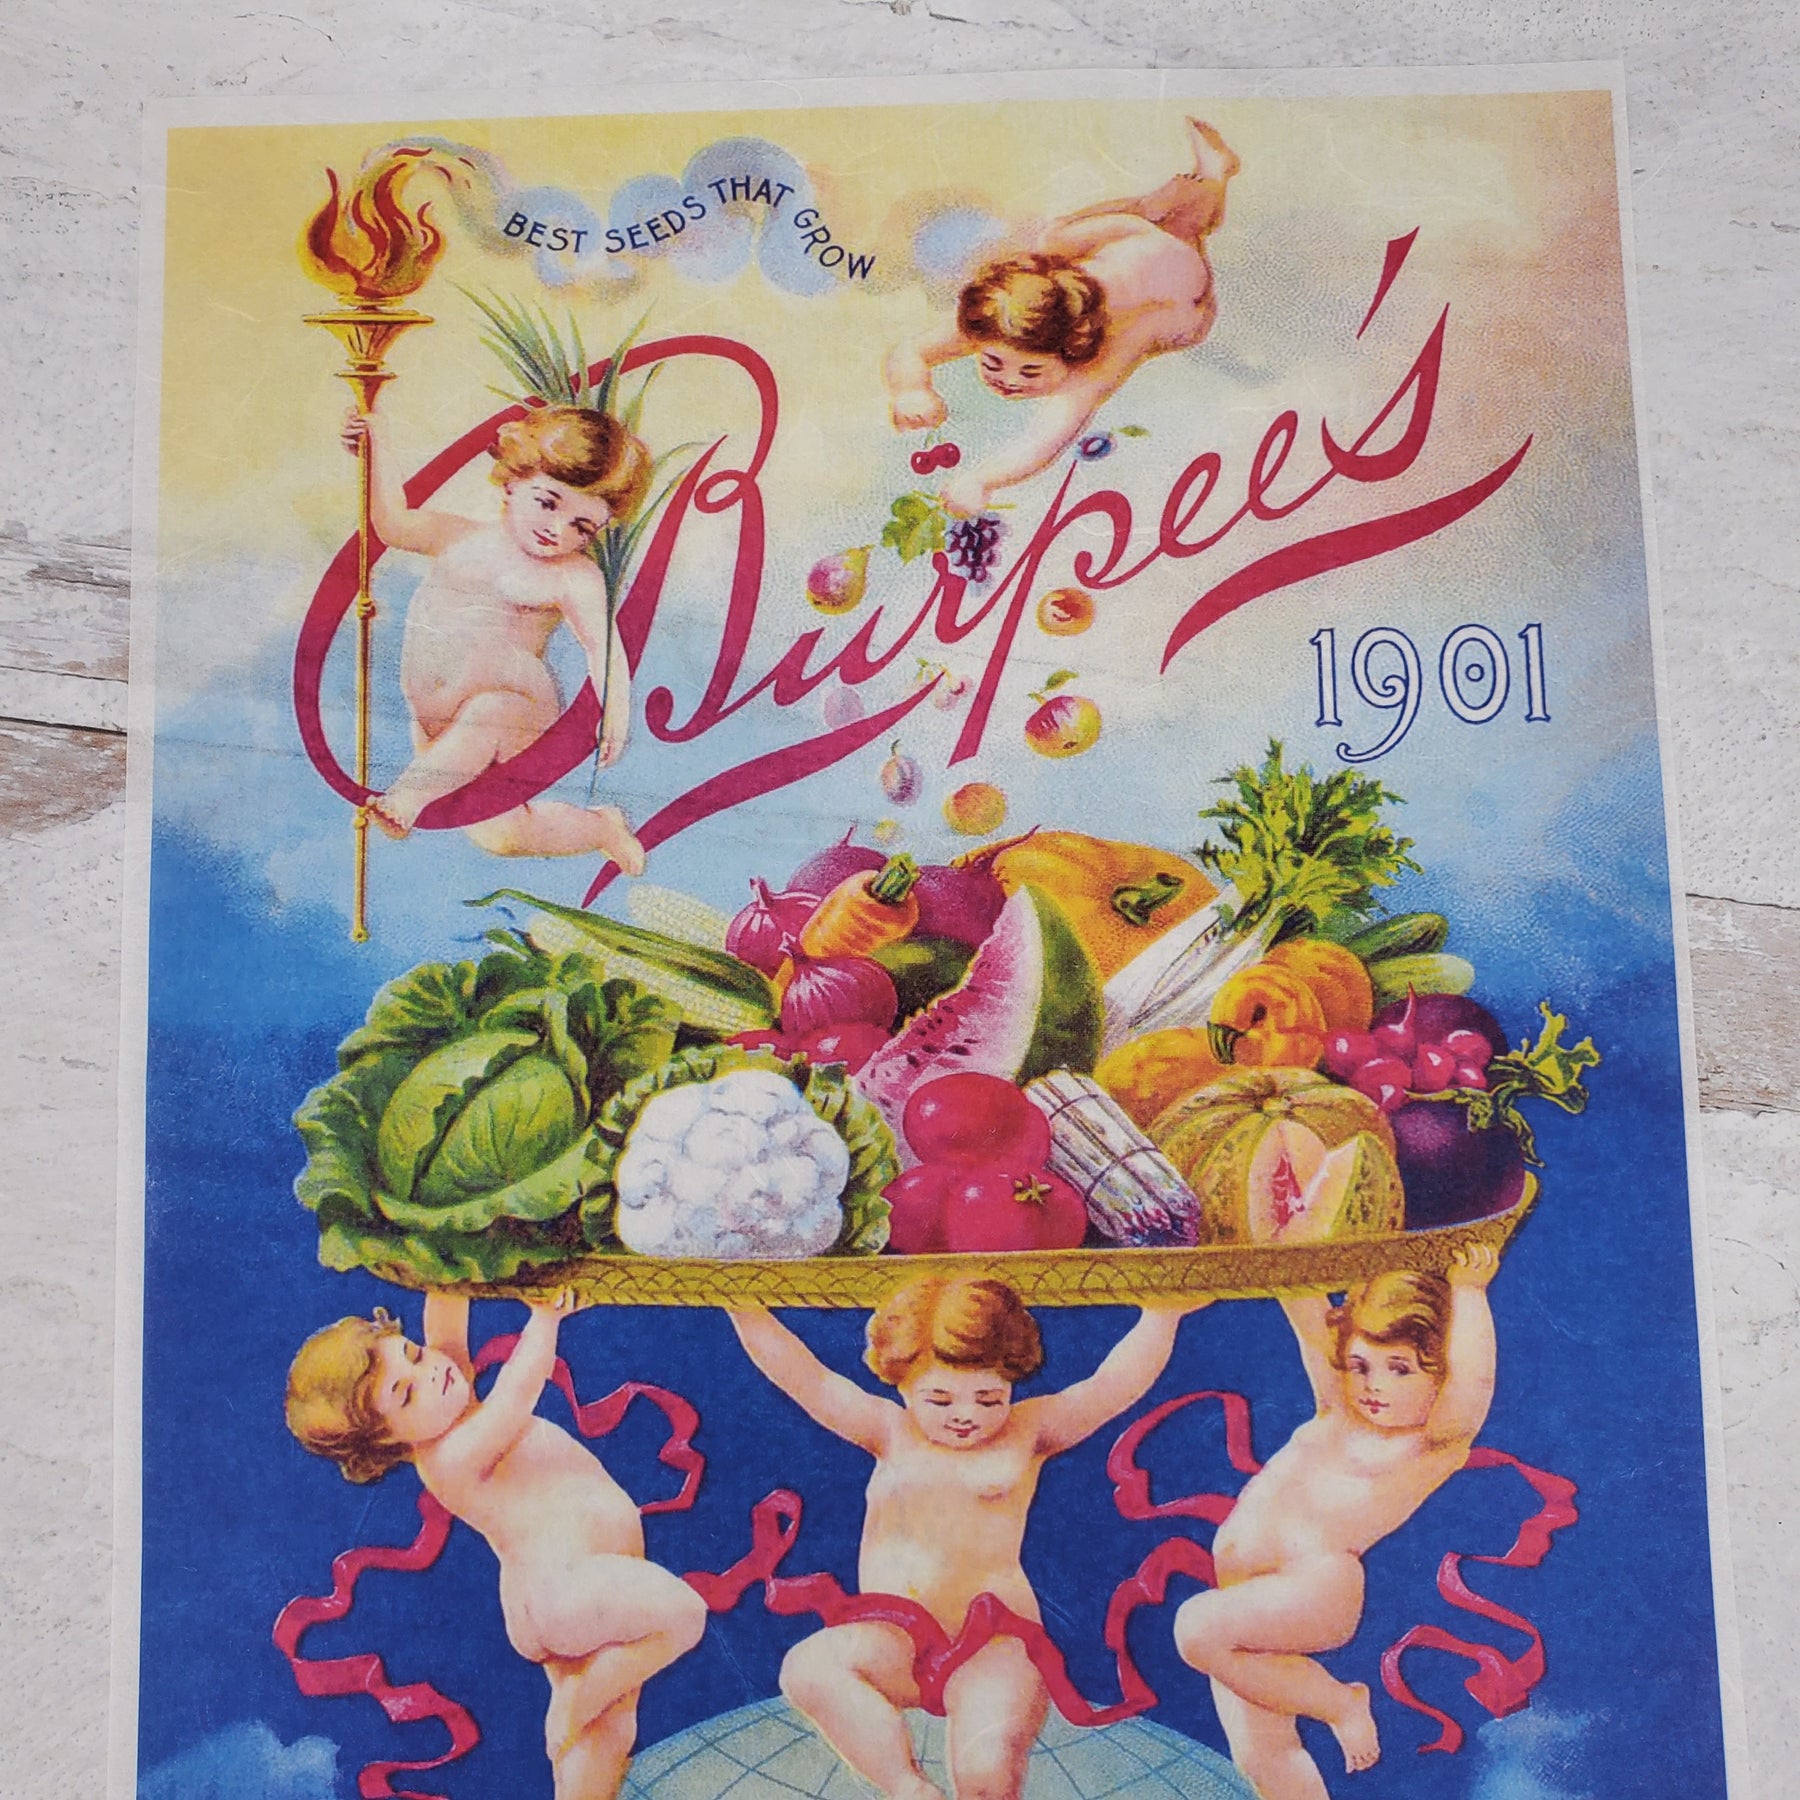 BEST SEEDS THAT GROW
Burpee's
1901